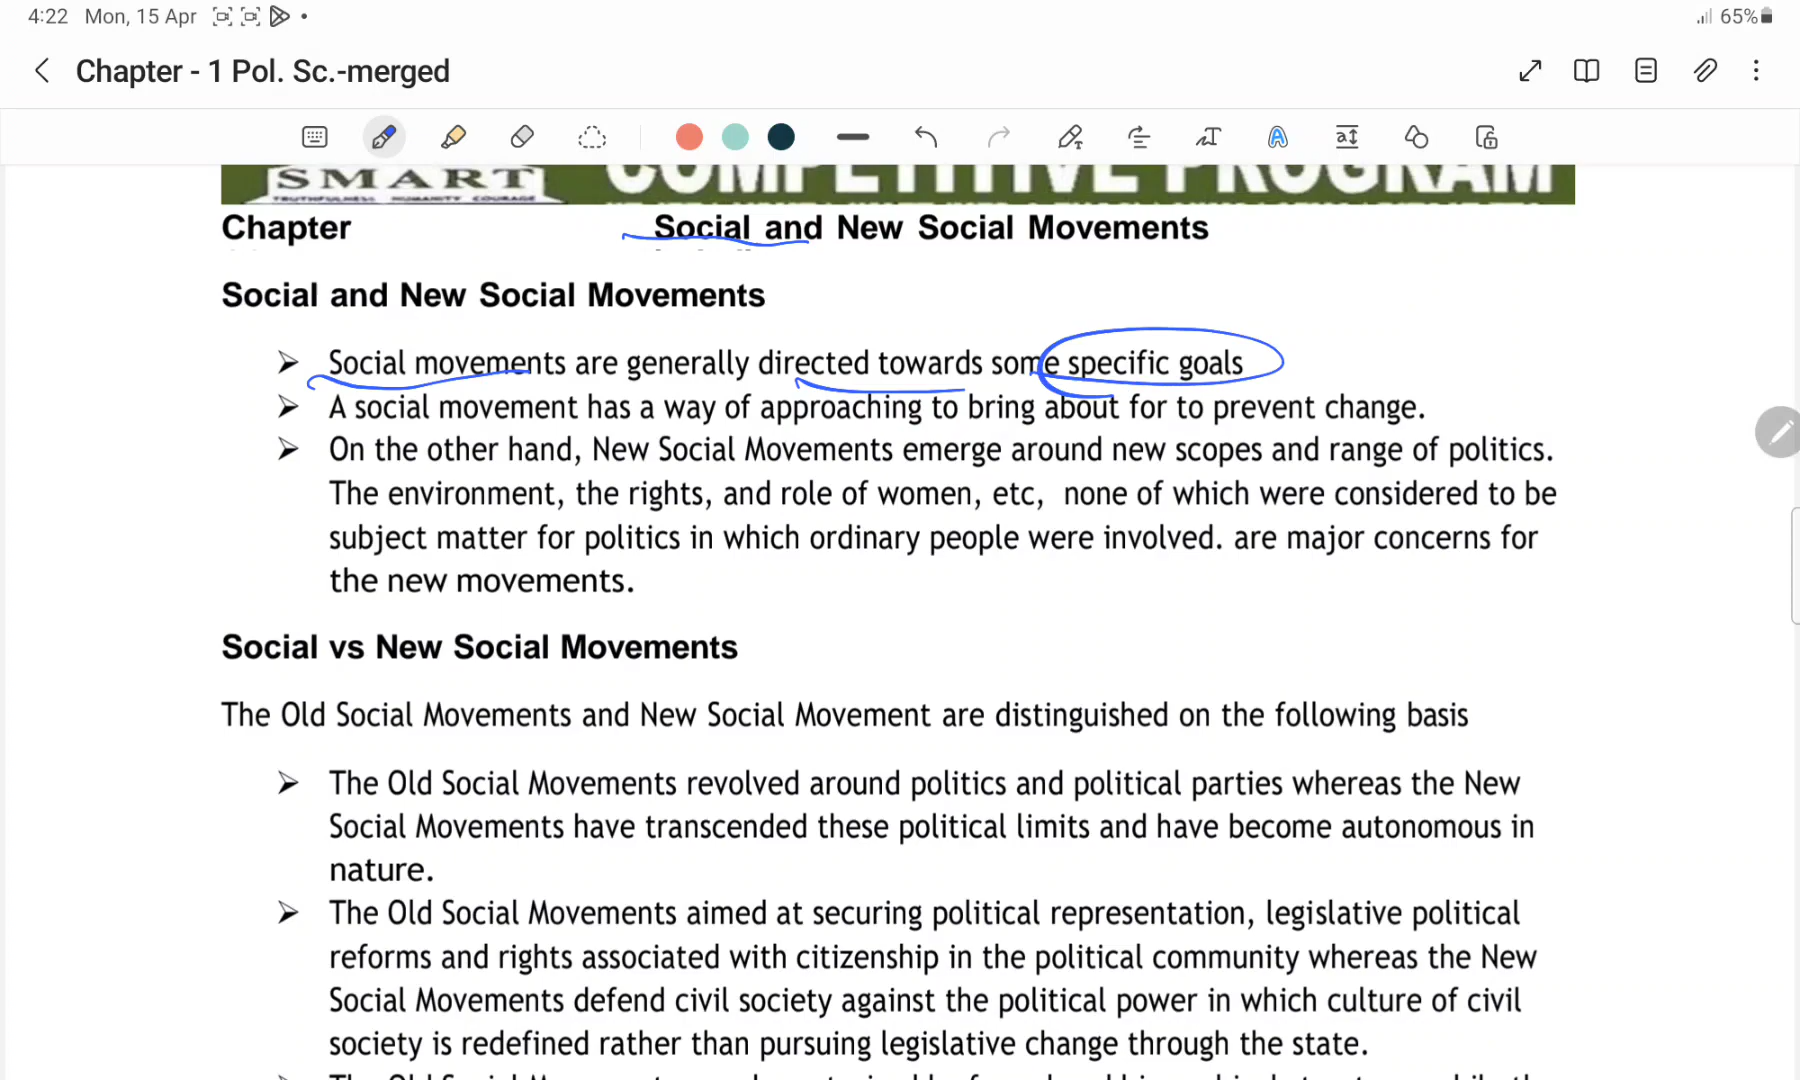 4:22 Mon, 15 Apr
65%
Chapter - 1 Pol. Sc.-merged
SMART COMPETITIVE PROGRAM
TRUTHFULNESS HUMANITY COURAGE
Chapter Social and New Social Movements
Social and New Social Movements
➢ Social movements are generally directed towards some specific goals
➢ A social movement has a way of approaching to bring about for to prevent change.
➢ On the other hand, New Social Movements emerge around new scopes and range of politics.
The environment, the rights, and role of women, etc, none of which were considered to be
subject matter for politics in which ordinary people were involved. are major concerns for
the new movements.
Social vs New Social Movements
The Old Social Movements and New Social Movement are distinguished on the following basis
➢ The Old Social Movements revolved around politics and political parties whereas the New
Social Movements have transcended these political limits and have become autonomous in
nature.
➢ The Old Social Movements aimed at securing political representation, legislative political
reforms and rights associated with citizenship in the political community whereas the New
Social Movements defend civil society against the political power in which culture of civil
society is redefined rather than pursuing legislative change through the state.